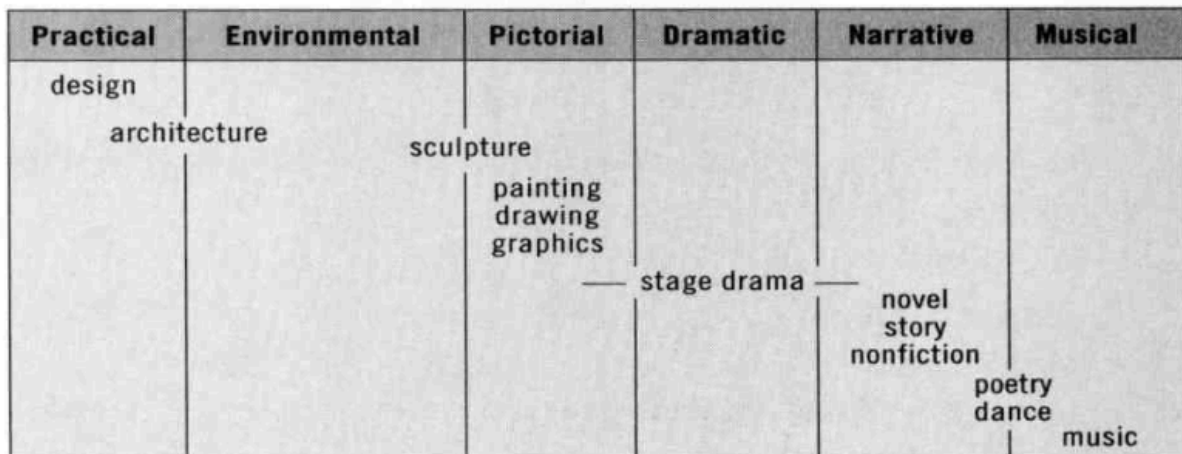 Practical Environmental Pictorial Dramatic Narrative Musical
design
architecture
sculpture
painting
drawing
graphics
stage drama
novel
story
nonfiction
poetry
dance
music